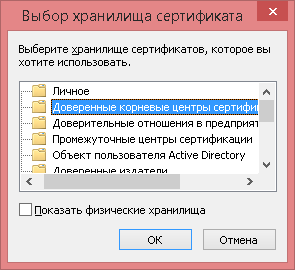 Выбор хранилища сертификата
Выберите хранилище сертификатов, которое вы
хотите использовать.
Личное
Доверенные корневые центры сертифи
Доверительные отношения в предприят
Промежуточные центры сертификации
Объект пользователя Active Directory
Доверенные издатели
Показать физические хранилища
ОК
Отмена